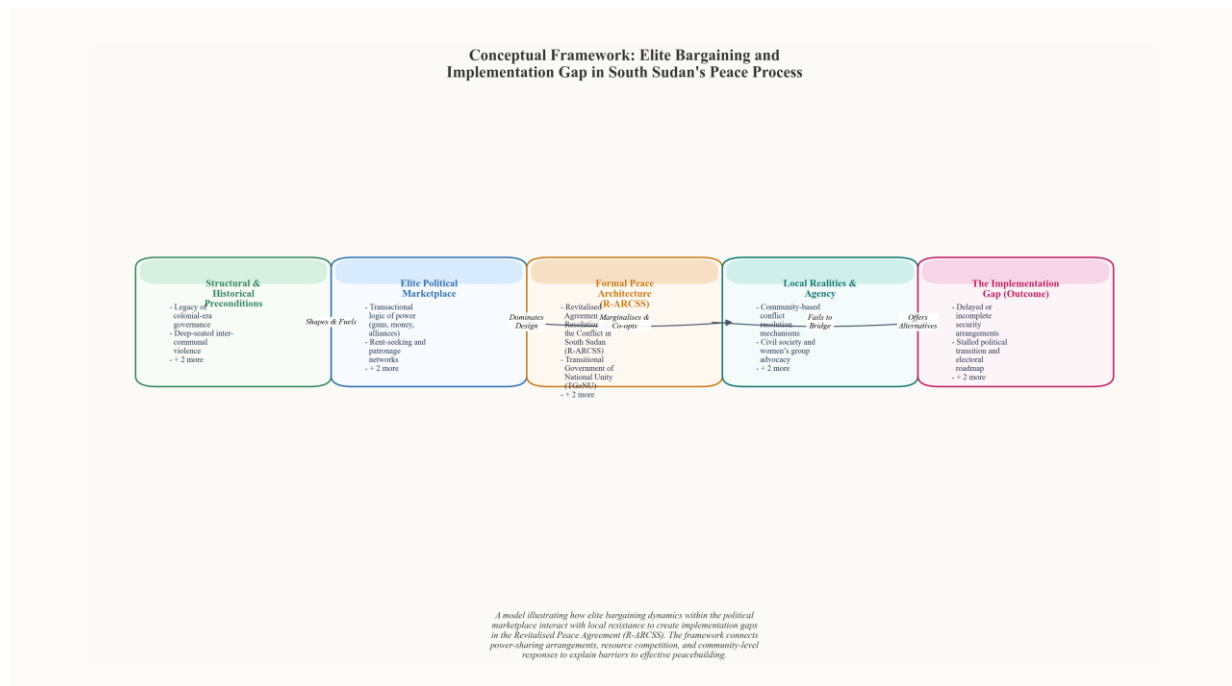 Conceptual Framework: Elite Bargaining and
Implementation Gap in South Sudan's Peace Process
Structural &
Historical
Preconditions
- Legacy of
colonial-era
governance
- Deep-seated inter-
communal
violence
- + 2 more
Shapes & Fuels
Elite Political
Marketplace
- Transactional
logic of power
(guns, money,
alliances)
- Rent-seeking and
patronage
networks
- + 2 more
Dominates
Design
Formal Peace
Architecture
(R-ARCSS)
- Revitalised
Agreemen
Resolution
the Conflict in
South Sudan
(R-ARCSS)
- Transitional
Government of
National Unity
(TGoNU)
- + 2 more
Marginalises &
Co-opts
Local Realities &
Agency
- Community-based
conflict
resolution
mechanisms
- Civil society and
women's group
advocacy
- + 2 more
Fails to
Bridge
Offers
Alternatives
The Implementation
Gap (Outcome)
- Delayed or
incomplete
security
arrangements
- Stalled political
transition and
electoral
roadmap
- + 2 more
A model illustrating how elite bargaining dynamics within the political
marketplace interact with local resistance to create implementation gaps
in the Revitalised Peace Agreement (R-ARCSS). The framework connects
power-sharing arrangements, resource competition, and community-level
responses to explain barriers to effective peacebuilding.